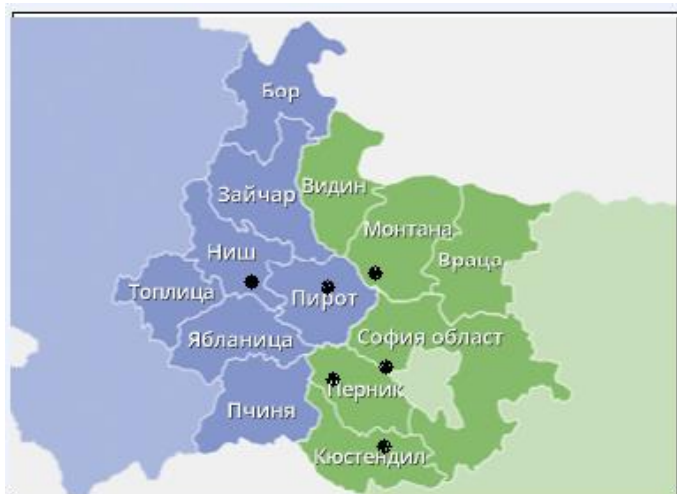 Бор
Видин
Зайчар
Монтана
Ниш
Враца
Топлица
Пирот
Ябланица
София област
Перник
Пчиня
Кюстендил